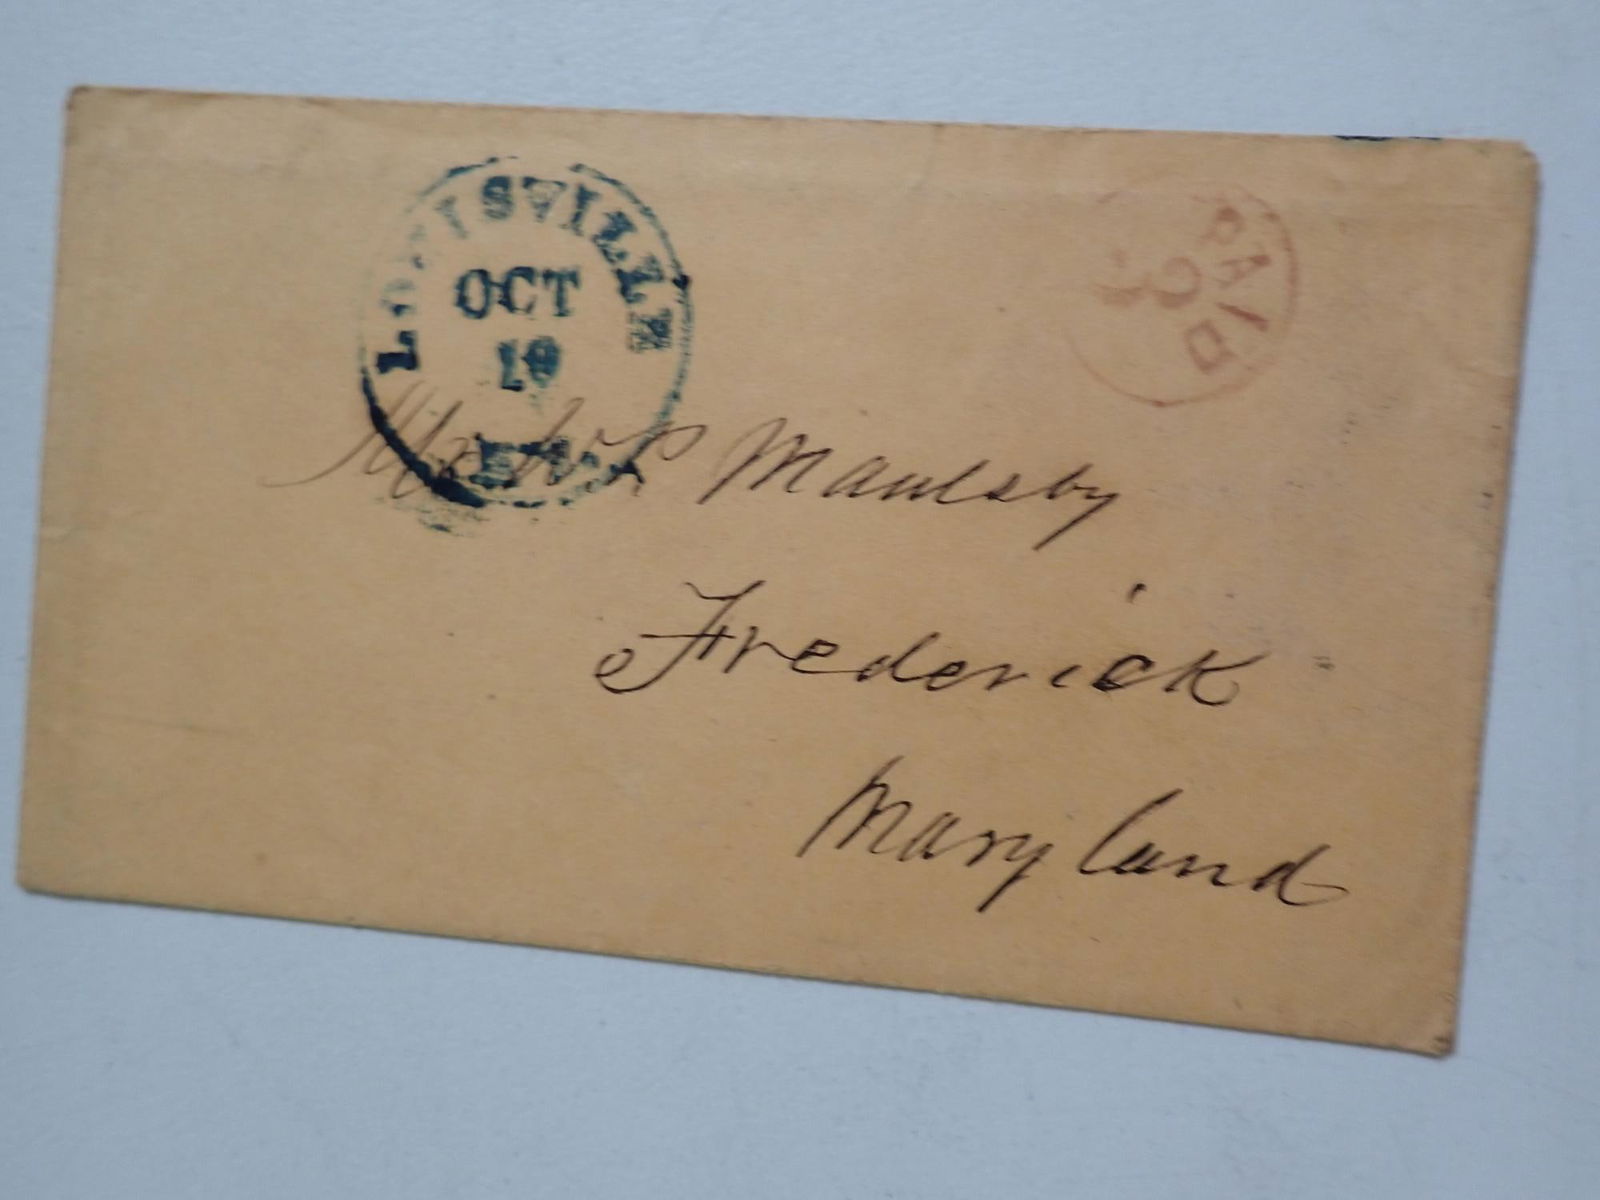 LOUISVILLE
OCT
19
KY.
PAID
3
Maulsby
Frederick
Maryland